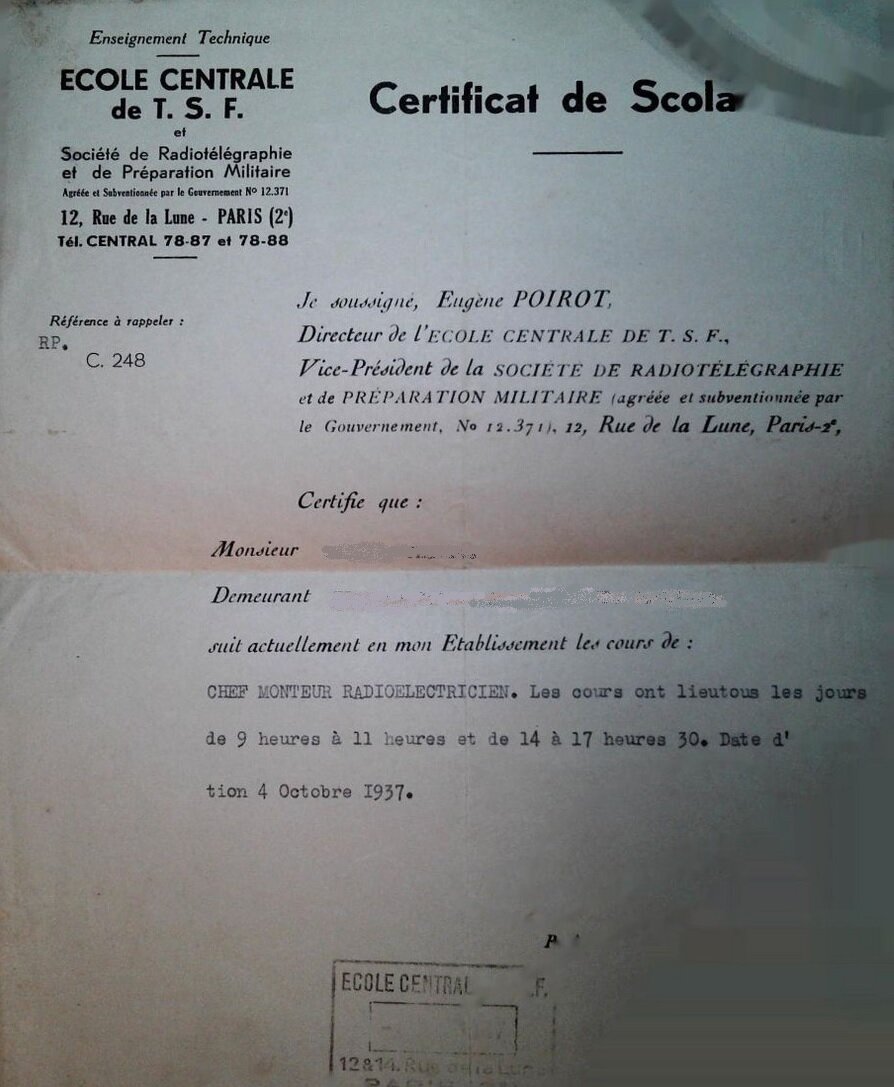 Enseignement Technique
ECOLE CENTRALE
de T. S. F.
et
Société de Radiotélégraphie
et de Préparation Militaire
Agréée et Subventionnée par le Gouvernement No 12.371
12, Rue de la Lune - PARIS (2e)
Tél. CENTRAL 78-87 et 78-88
Certificat de Scola
Référence à rappeler :
RP.
C. 248
Je soussigné, Eugène POIROT,
Directeur de l'ECOLE CENTRALE DE T. S. F.,
Vice-Président de la SOCIÉTÉ DE RADIOTÉLÉGRAPHIE
et de PRÉPARATION MILITAIRE (agréée et subventionnée par
le Gouvernement, No 12.371), 12, Rue de la Lune, Paris-2e,
Certifie que :
Monsieur
Demeurant
suit actuellement en mon Etablissement les cours de :
CHEF MONTEUR RADIOELECTRICIEN. Les cours ont lieutous les jours
de 9 heures à 11 heures et de 14 à 17 heures 30. Date d'
tion 4 Octobre 1937.
P
ECOLE CENTRAL F.
12 & 14. Rue de la Lune